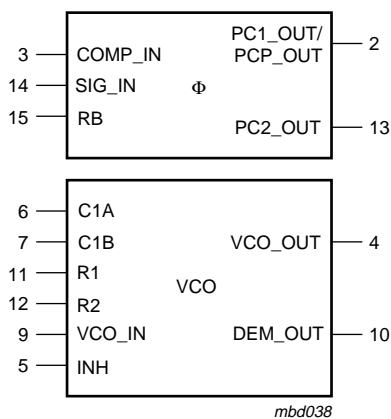 PC1_OUT/
PCP_OUT
2
3
COMP_IN
14
SIG_IN
Φ
15
RB
PC2_OUT
13
6
C1A
7
C1B
VCO_OUT
4
11
R1
VCO
12
R2
9
VCO_IN
DEM_OUT
10
5
INH
mbd038